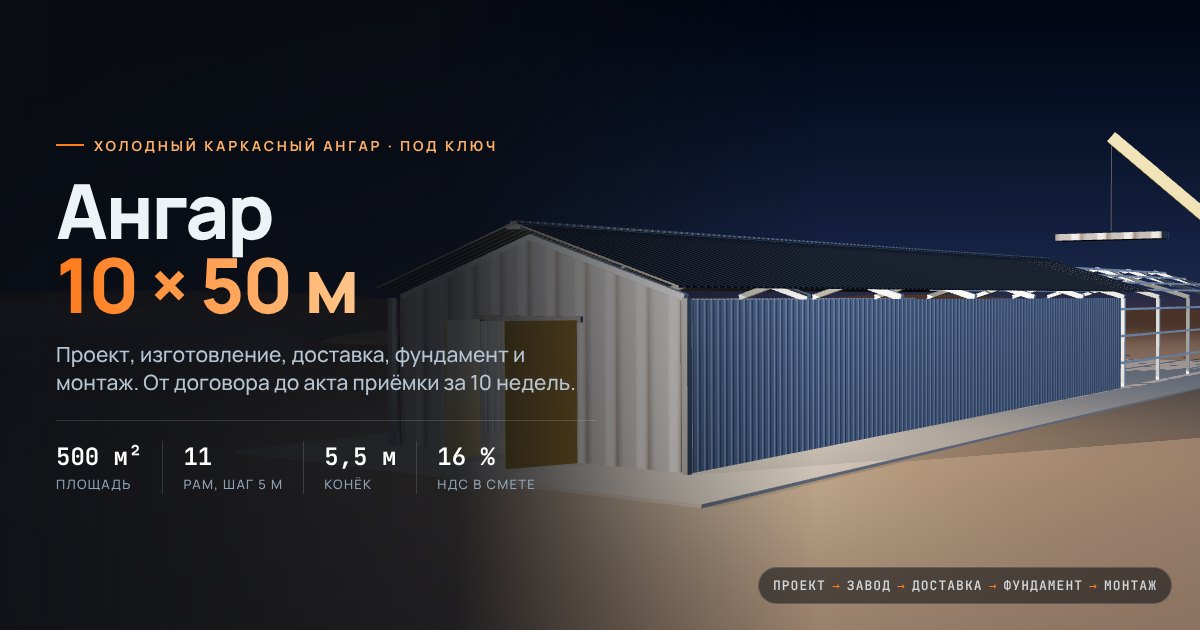 ХОЛОДНЫЙ КАРКАСНЫЙ АНГАР · ПОД КЛЮЧ
Ангар
10 × 50 м
Проект, изготовление, доставка, фундамент и
монтаж. От договора до акта приёмки за 10 недель.
500 м² 11 5,5 м 16 %
ПЛОЩАДЬ РАМ, ШАГ 5 М КОНЁК НДС В СМЕТЕ
ПРОЕКТ → ЗАВОД → ДОСТАВКА → ФУНДАМЕНТ → МОНТАЖ